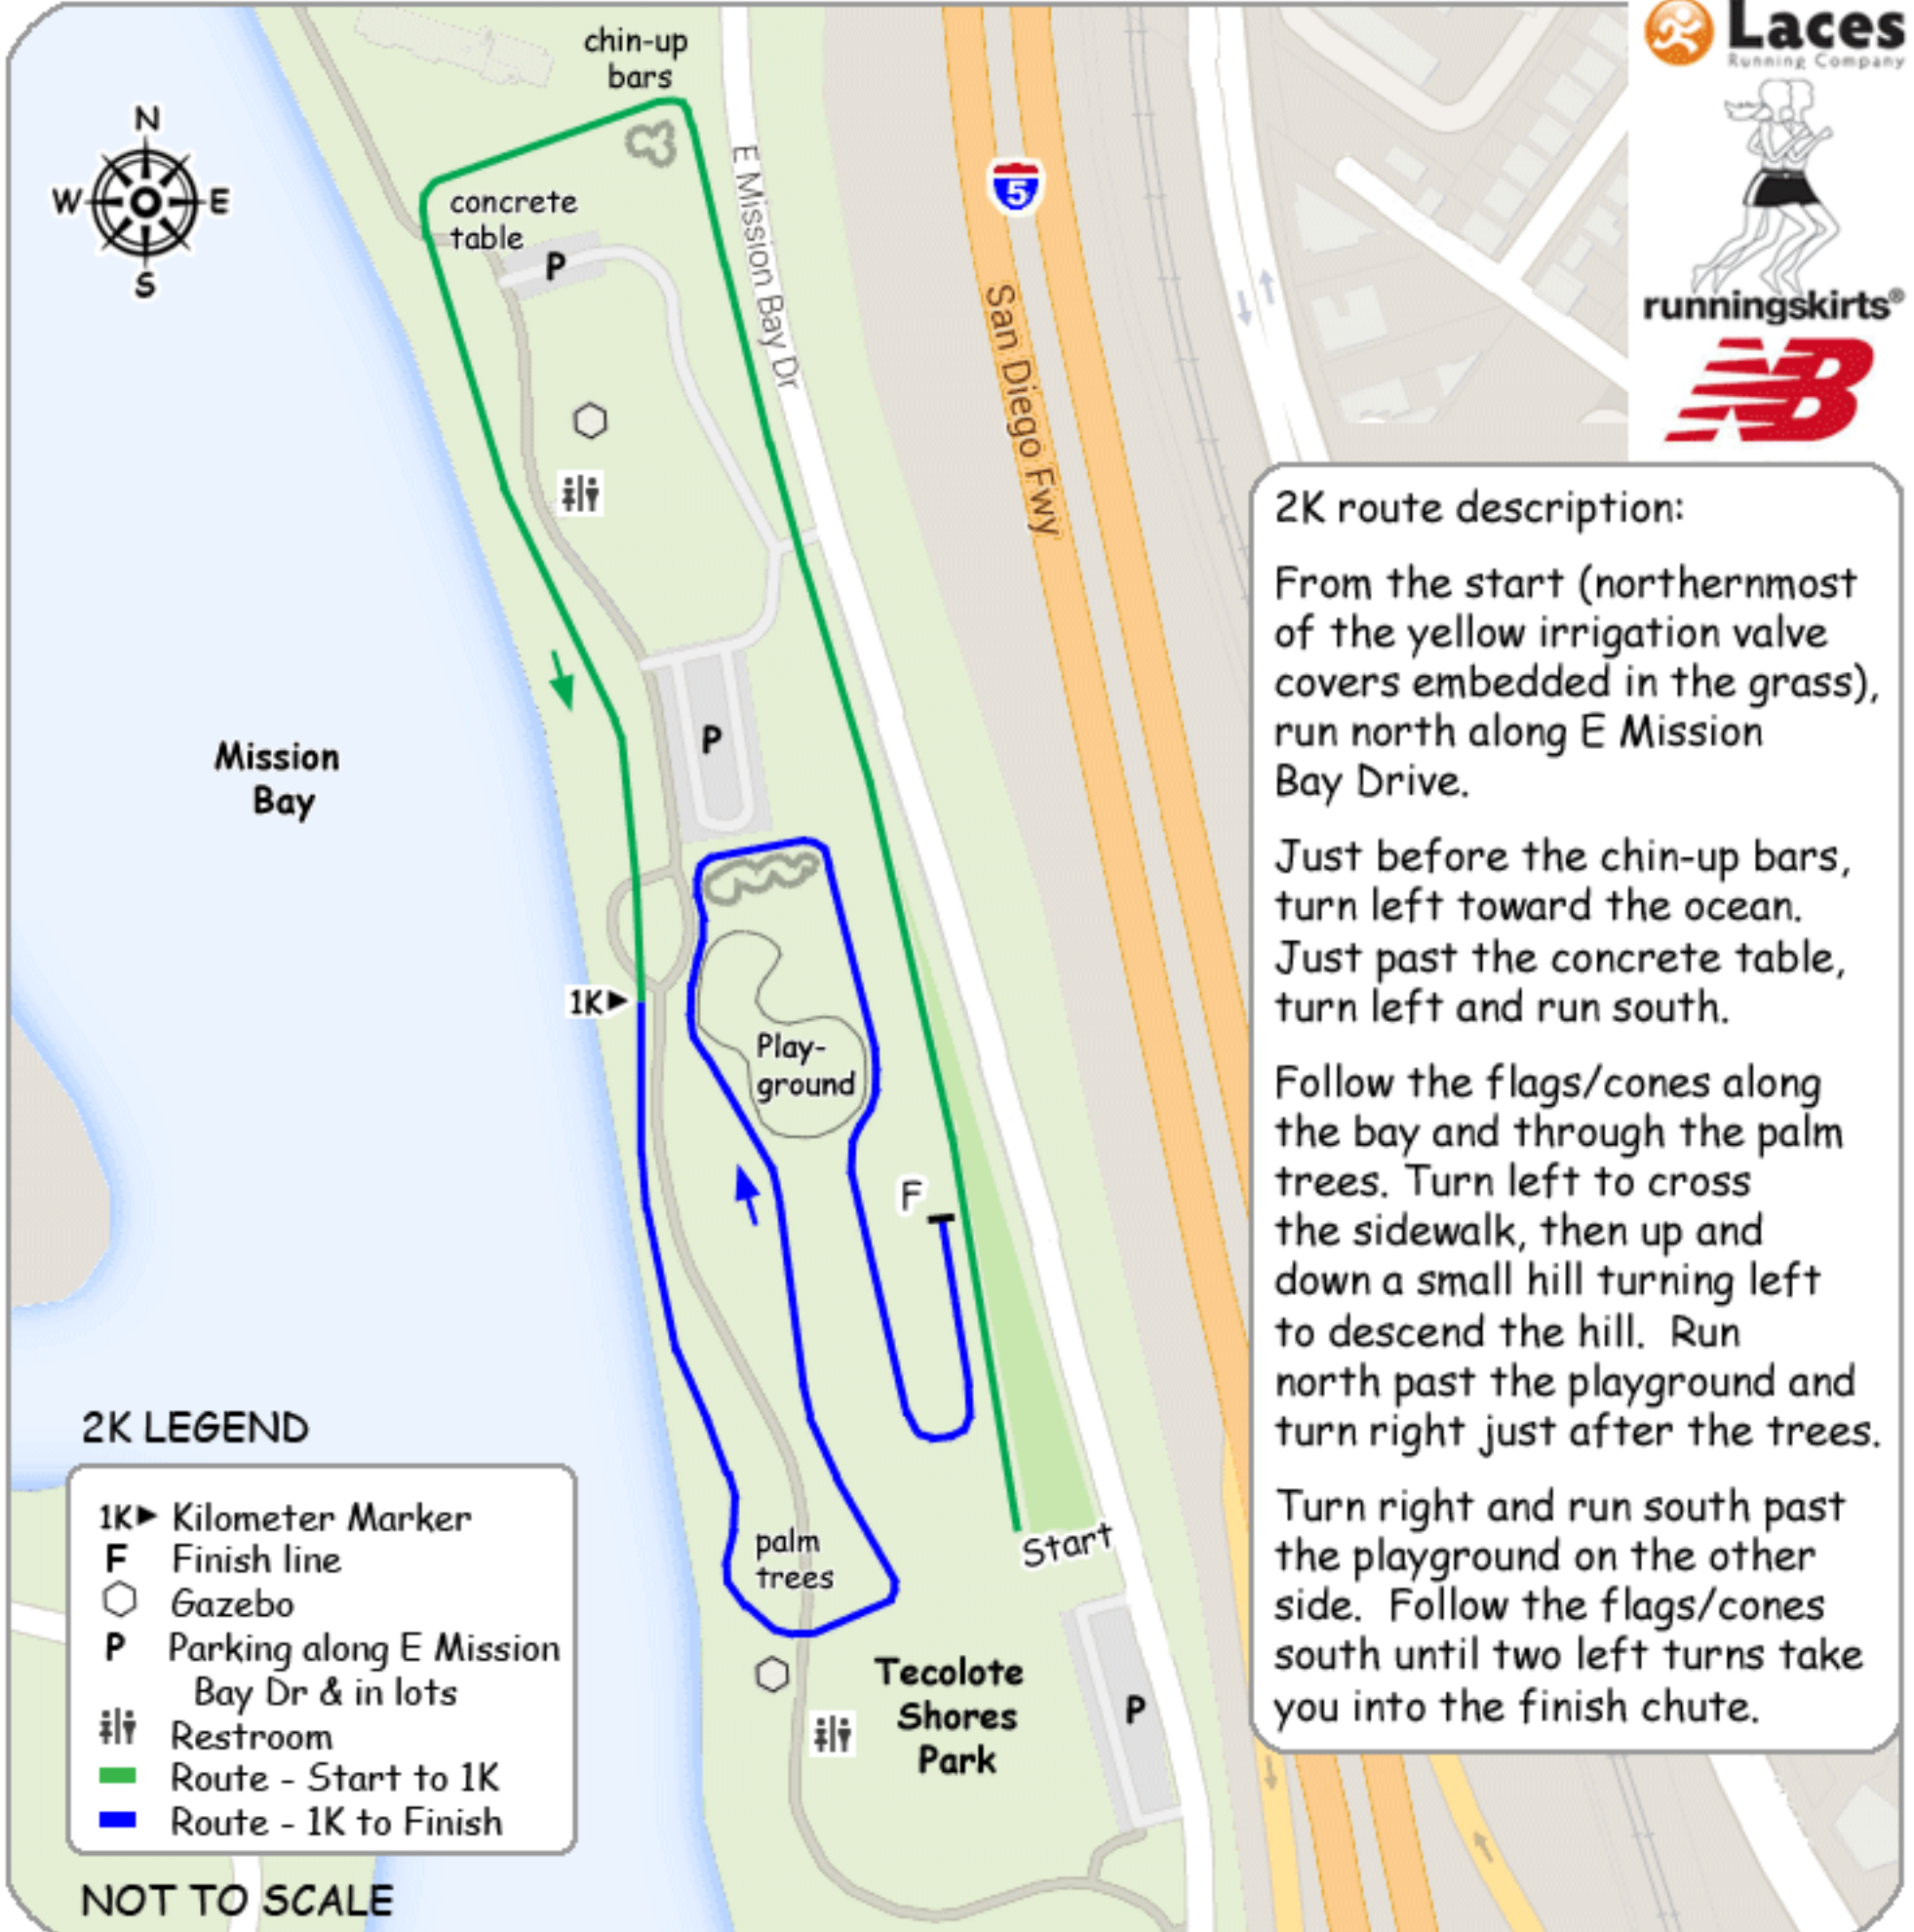 chin-up
bars
Laces
Running Company
N
W
E
S
concrete
table
P
E Mission Bay Dr
5
San Diego Fwy
runningskirts®
NB
2K route description:
From the start (northernmost
of the yellow irrigation valve
covers embedded in the grass),
run north along E Mission
Bay Drive.
Just before the chin-up bars,
turn left toward the ocean.
Just past the concrete table,
turn left and run south.
Follow the flags/cones along
the bay and through the palm
trees. Turn left to cross
the sidewalk, then up and
down a small hill turning left
to descend the hill.  Run
north past the playground and
turn right just after the trees.
Turn right and run south past
the playground on the other
side.  Follow the flags/cones
south until two left turns take
you into the finish chute.
P
Mission
Bay
1K►
Play-
ground
F
Start
palm
trees
Tecolote
Shores
Park
P
2K LEGEND
1K► Kilometer Marker
F Finish line
Gazebo
P Parking along E Mission
Bay Dr & in lots
Restroom
Route - Start to 1K
Route - 1K to Finish
NOT TO SCALE